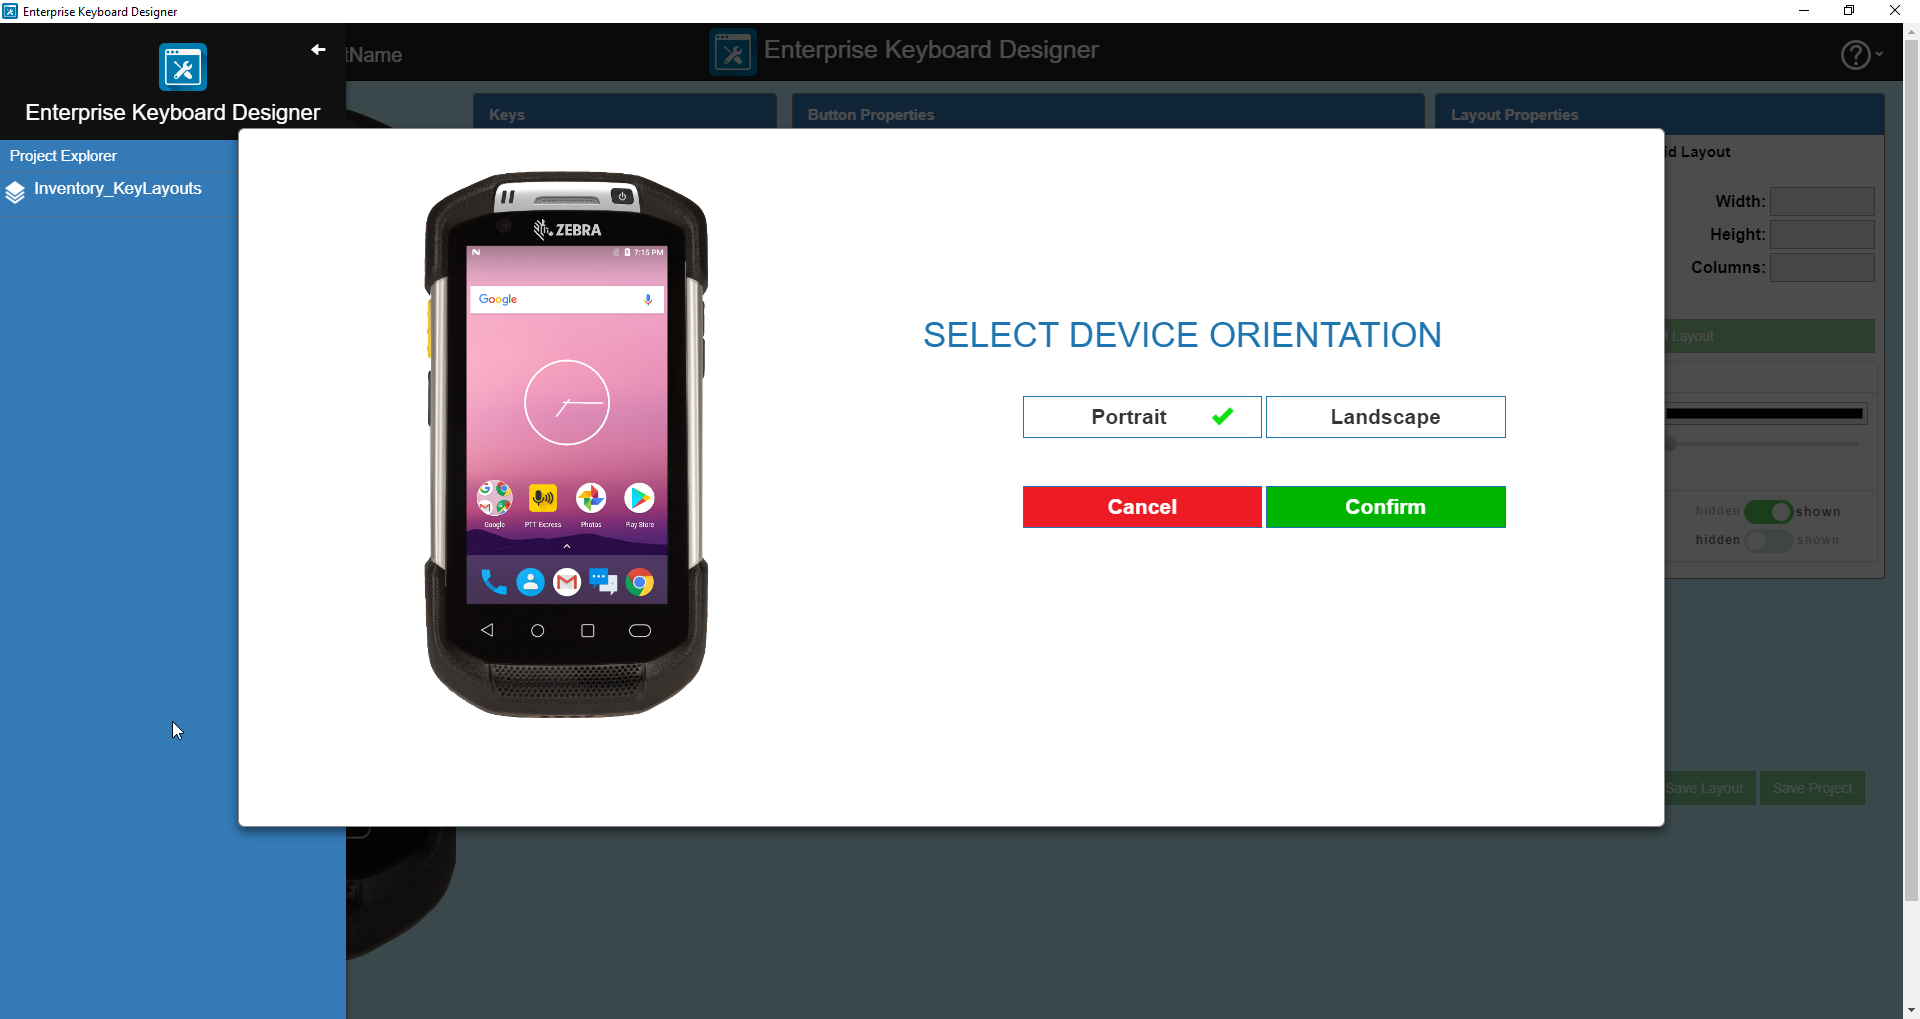 Enterprise Keyboard Designer
Enterprise Keyboard Designer
tName
Enterprise Keyboard Designer
Project Explorer
Inventory_KeyLayouts
Keys
Button Properties
Layout Properties
id Layout
Width:
Height:
Columns:
Layout
hidden shown
hidden shown
Save Layout
Save Project
ZEBRA
7:15 PM
Google
Google
PTT Express
Photos
Play Store
SELECT DEVICE ORIENTATION
Portrait
Landscape
Cancel
Confirm